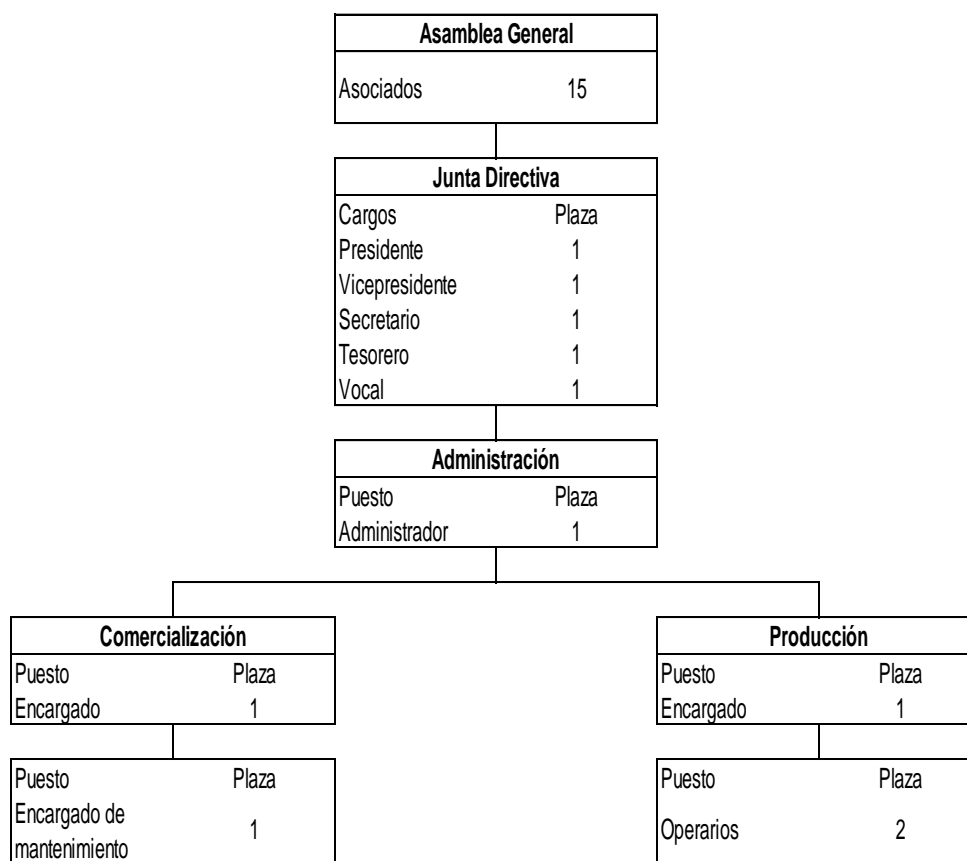 Asamblea General
Asociados 15
Junta Directiva
Cargos Plaza
Presidente 1
Vicepresidente 1
Secretario 1
Tesorero 1
Vocal 1
Administración
Puesto Plaza
Administrador 1
Comercialización
Puesto Plaza
Encargado 1
Puesto Plaza
Encargado de
mantenimiento 1
Producción
Puesto Plaza
Encargado 1
Puesto Plaza
Operarios 2